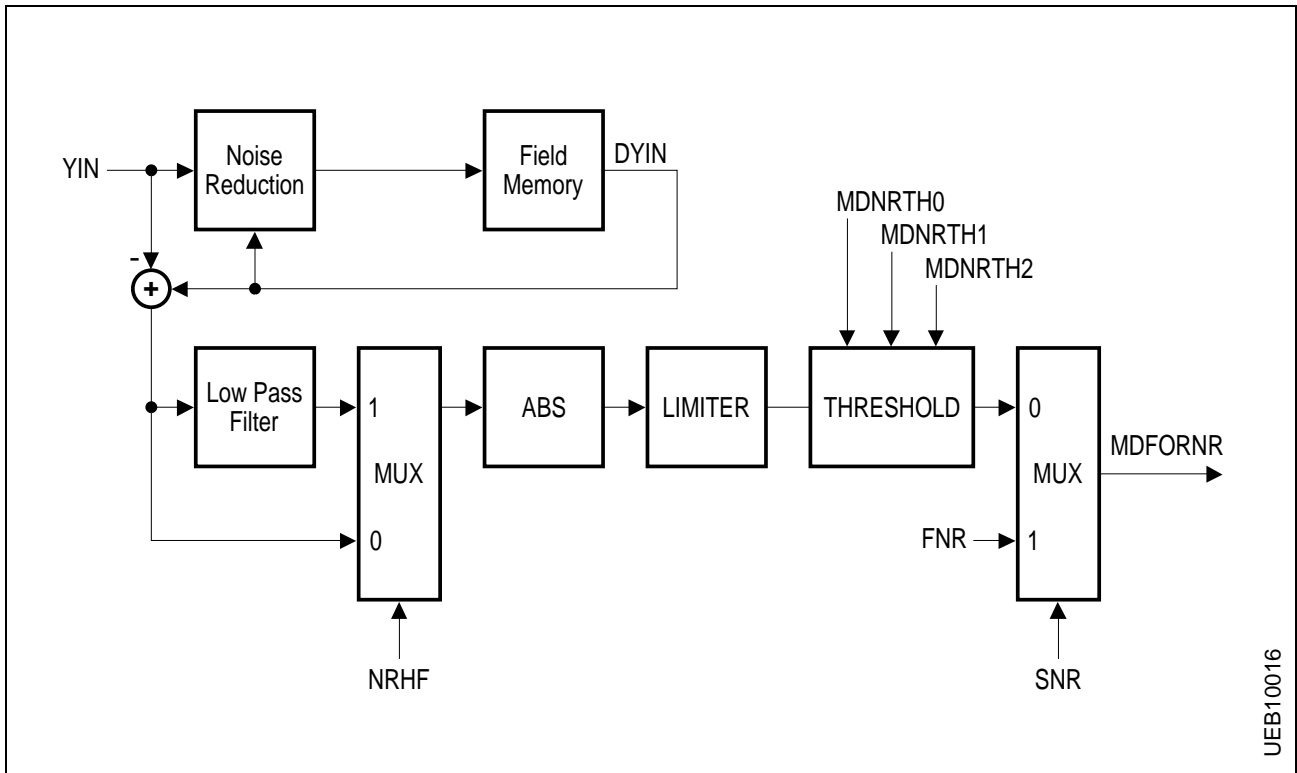 YIN
Noise
Reduction
Field
Memory
DYIN
MDNRTH0
MDNRTH1
MDNRTH2
-
+
Low Pass
Filter
1
MUX
0
ABS
LIMITER
THRESHOLD
0
MUX
1
MDFORNR
FNR
NRHF
SNR
UEB10016